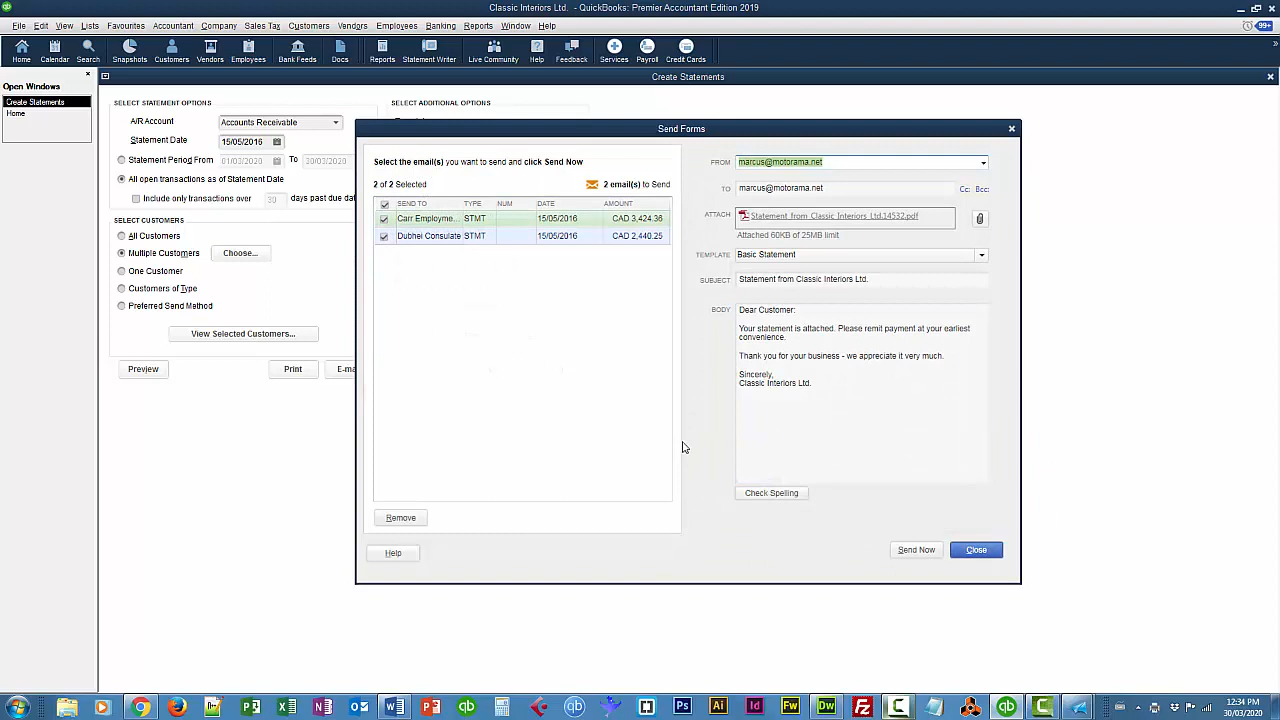 Classic Interiors Ltd. - QuickBooks: Premier Accountant Edition 2019
File Edit View Lists Favourites Accountant Company Sales Tax Customers Vendors Employees Banking Reports Window Help
99+
Home Calendar Search Snapshots Customers Vendors Employees Bank Feeds Docs Reports Statement Writer Live Community Help Feedback Services Payroll Credit Cards
Open Windows
Create Statements
Home
Create Statements
SELECT STATEMENT OPTIONS
A/R Account Accounts Receivable
Statement Date 15/05/2016
Statement Period From 01/03/2020 To 30/03/2020
All open transactions as of Statement Date
Include only transactions over 30 days past due da
SELECT CUSTOMERS
All Customers
Multiple Customers Choose...
One Customer
Customers of Type
Preferred Send Method
View Selected Customers...
Preview Print E-ma
SELECT ADDITIONAL OPTIONS
Send Forms
Select the email(s) you want to send and click Send Now
2 of 2 Selected 2 email(s) to Send
SEND TO TYPE NUM DATE AMOUNT
Carr Employme... STMT 15/05/2016 CAD 3,424.36
Dubhei Consulate STMT 15/05/2016 CAD 2,440.25
Remove
Help
FROM marcus@motorama.net
TO marcus@motorama.net Cc: Bcc:
ATTACH Statement_from_Classic_Interiors_Ltd.14532.pdf
Attached 60KB of 25MB limit
TEMPLATE Basic Statement
SUBJECT Statement from Classic Interiors Ltd.
BODY Dear Customer:
Your statement is attached. Please remit payment at your earliest
convenience.
Thank you for your business - we appreciate it very much.
Sincerely,
Classic Interiors Ltd.
Check Spelling
Send Now Close
12:34 PM
30/03/2020